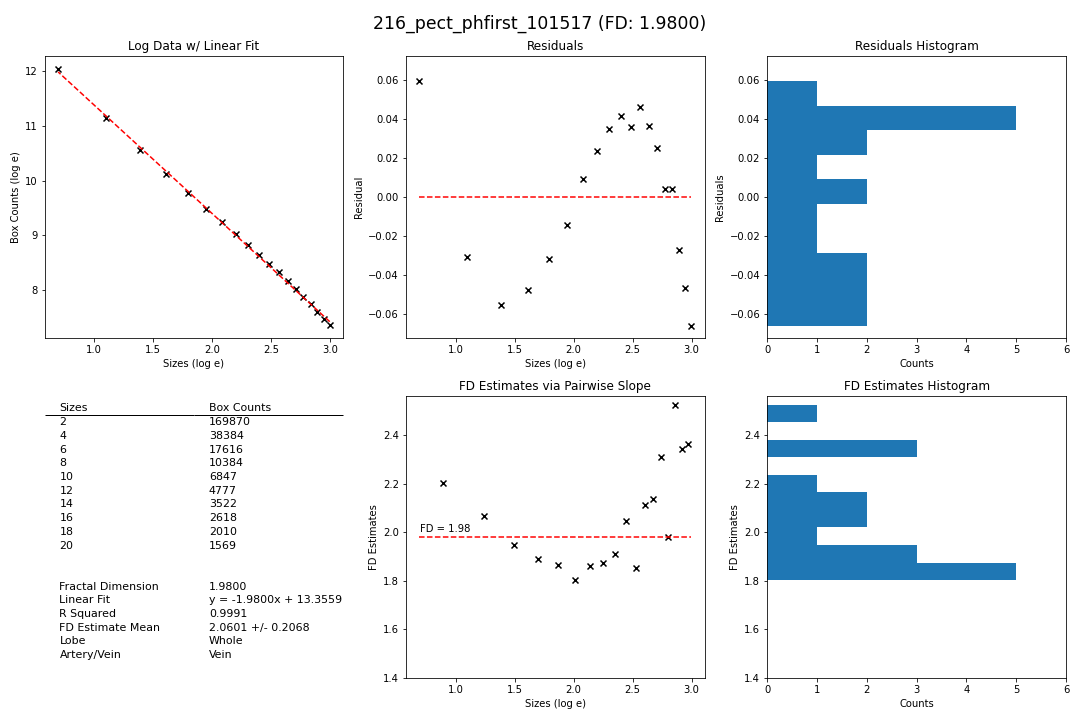 216_pect_phfirst_101517 (FD: 1.9800)
Log Data w/ Linear Fit
12
11
10
9
8
Box Counts (log e)
1.0 1.5 2.0 2.5 3.0
Sizes (log e)
Residuals
0.06
0.04
0.02
0.00
−0.02
−0.04
−0.06
Residual
1.0 1.5 2.0 2.5 3.0
Sizes (log e)
Residuals Histogram
0.06
0.04
0.02
0.00
−0.02
−0.04
−0.06
Residuals
0 1 2 3 4 5 6
Counts
Sizes Box Counts
2 169870
4 38384
6 17616
8 10384
10 6847
12 4777
14 3522
16 2618
18 2010
20 1569
Fractal Dimension 1.9800
Linear Fit y = -1.9800x + 13.3559
R Squared 0.9991
FD Estimate Mean 2.0601 +/- 0.2068
Lobe Whole
Artery/Vein Vein
FD Estimates via Pairwise Slope
2.4
2.2
2.0
1.8
1.6
1.4
FD Estimates
FD = 1.98
1.0 1.5 2.0 2.5 3.0
Sizes (log e)
FD Estimates Histogram
2.4
2.2
2.0
1.8
1.6
1.4
FD Estimates
0 1 2 3 4 5 6
Counts